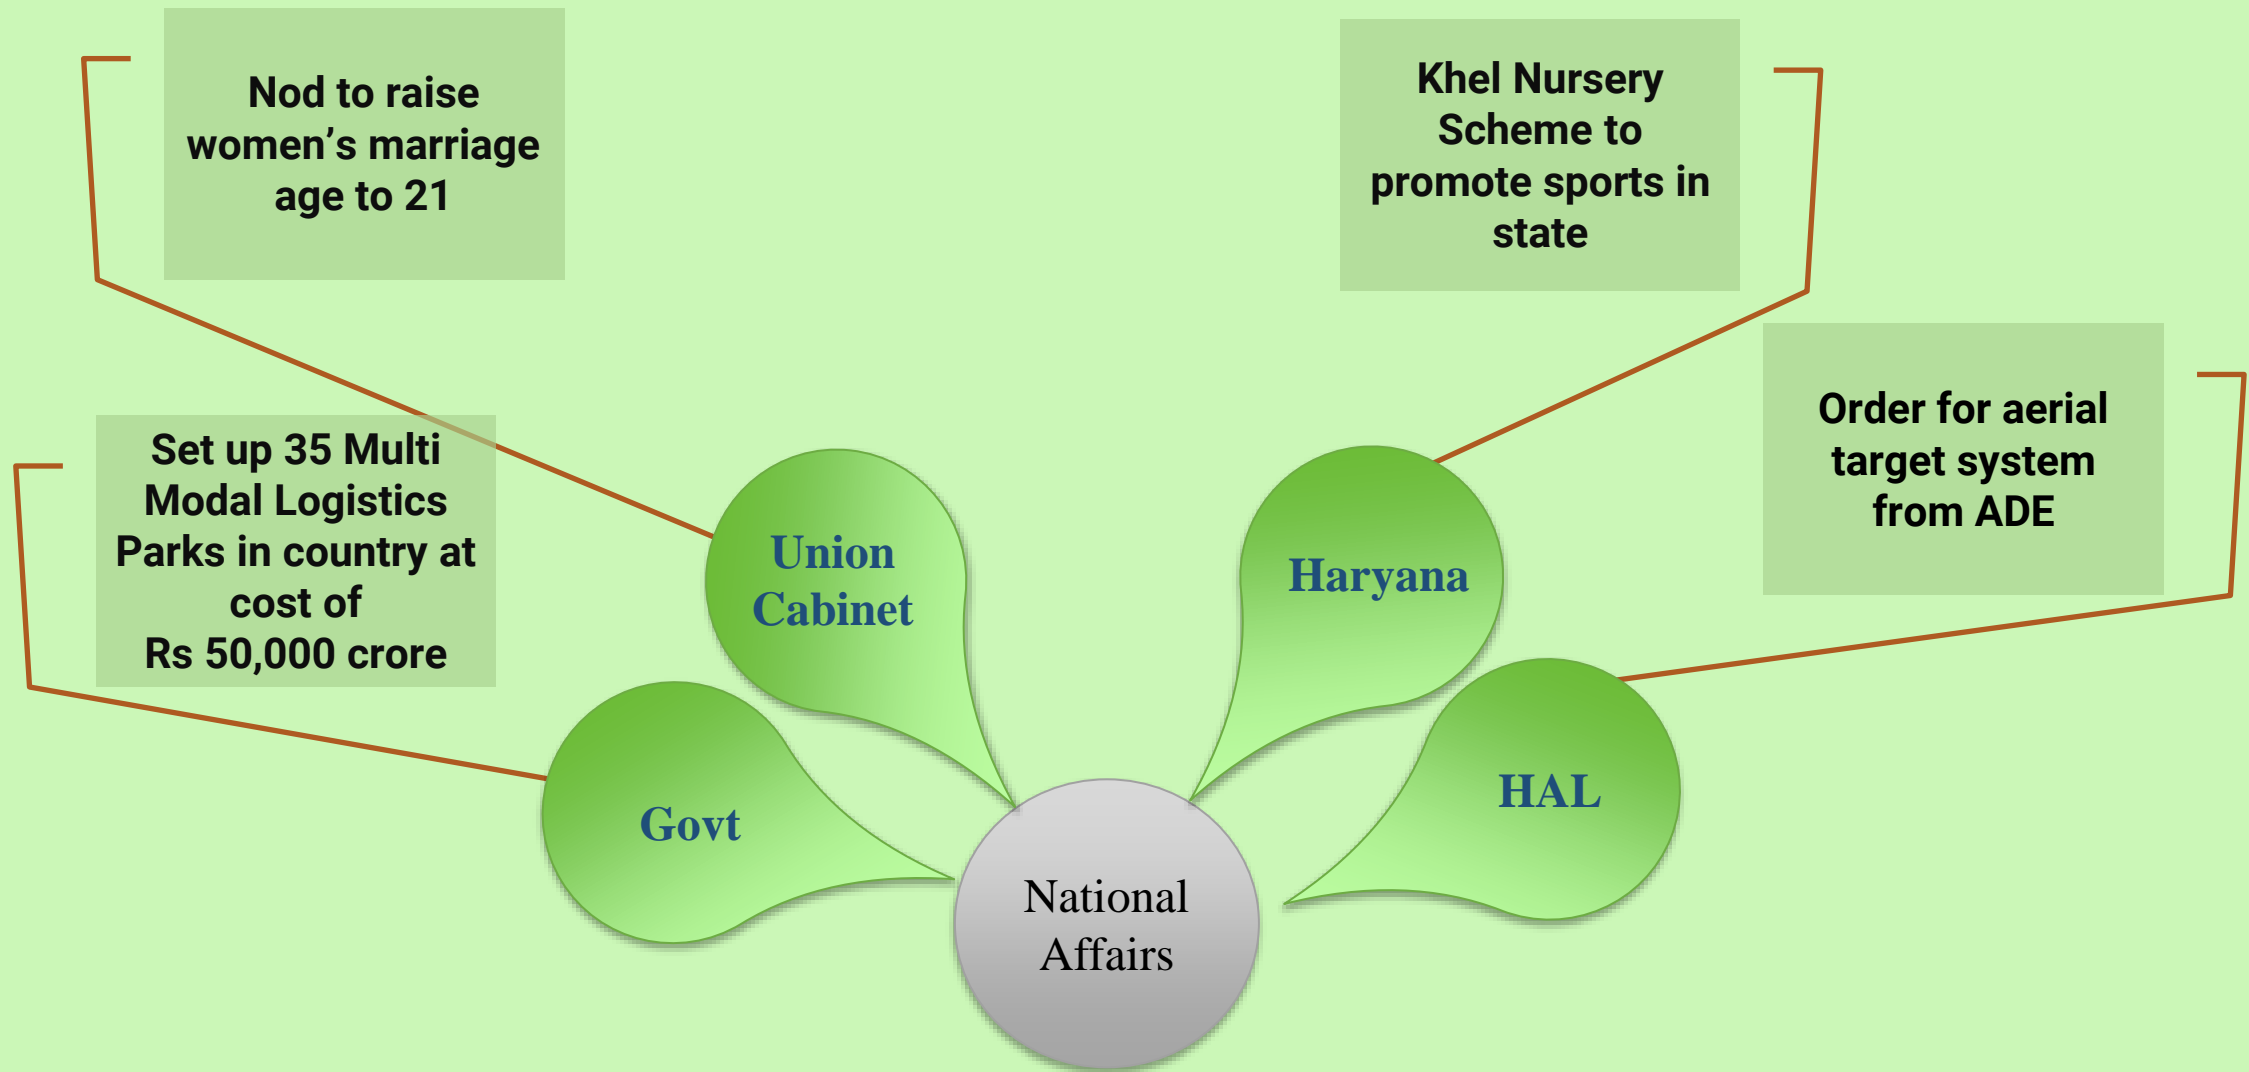 Nod to raise
women’s marriage
age to 21
Khel Nursery
Scheme to
promote sports in
state
Set up 35 Multi
Modal Logistics
Parks in country at
cost of
Rs 50,000 crore
Order for aerial
target system
from ADE
Union
Cabinet
Haryana
Govt
HAL
National
Affairs